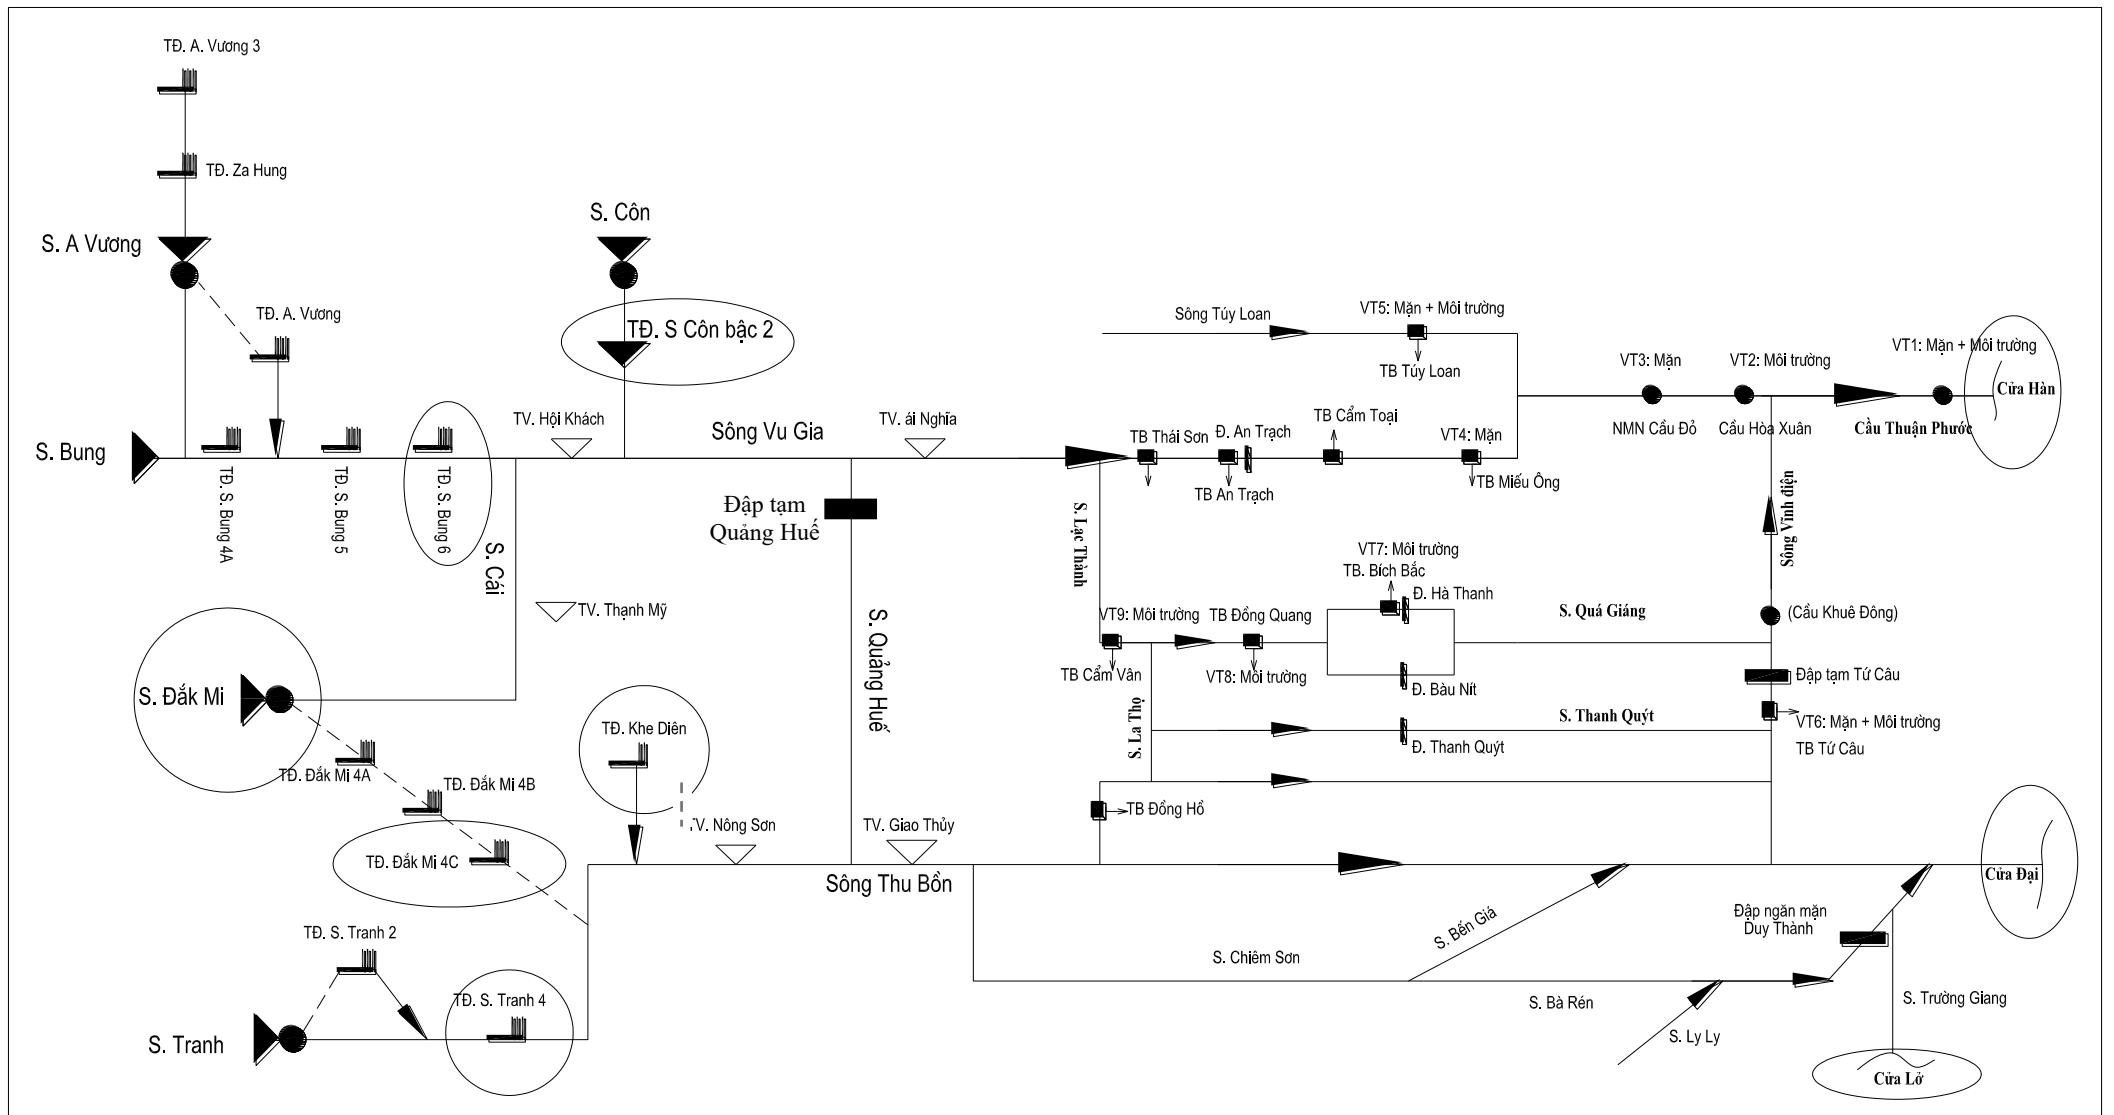 TĐ. A. Vương 3
TĐ. Za Hung
S. A Vương
S. Côn
TĐ. A. Vương
TĐ. S Côn bậc 2
Sông Túy Loan
VT5: Mặn + Môi trường
TB Túy Loan
VT3: Mặn
VT2: Môi trường
VT1: Mặn + Môi trường
Cửa Hàn
NMN Cầu Đỏ
Cầu Hòa Xuân
Cầu Thuận Phước
S. Bung
TĐ. S. Bung 4A
TĐ. S. Bung 5
TĐ. S. Bung 6
TV. Hội Khách
Sông Vu Gia
TV. ái Nghĩa
TB Thái Sơn
Đ. An Trạch
TB Cẩm Toại
VT4: Mặn
TB An Trạch
TB Miếu Ông
Đập tạm
Quảng Huế
S. Cái
S. Lạc Thành
Sông Vĩnh điện
TV. Thạnh Mỹ
S. Quảng Huế
VT7: Môi trường
TB. Bích Bắc
Đ. Hà Thanh
VT9: Môi trường
TB Đồng Quang
S. Quá Giáng
(Cầu Khuê Đông)
TB Cẩm Vân
VT8: Môi trường
Đ. Bàu Nít
Đập tạm Tứ Câu
S. Đắk Mi
S. La Thọ
S. Thanh Quýt
Đ. Thanh Quýt
VT6: Mặn + Môi trường
TB Tứ Câu
TĐ. Khe Diên
TĐ. Đắk Mi 4A
TĐ. Đắk Mi 4B
TĐ. Đắk Mi 4C
TV. Nông Sơn
TV. Giao Thủy
TB Đồng Hồ
Sông Thu Bồn
Cửa Đại
TĐ. S. Tranh 2
TĐ. S. Tranh 4
S. Tranh
S. Chiêm Sơn
S. Bến Giá
Đập ngăn mặn
Duy Thành
S. Bà Rén
S. Ly Ly
S. Trường Giang
Cửa Lở